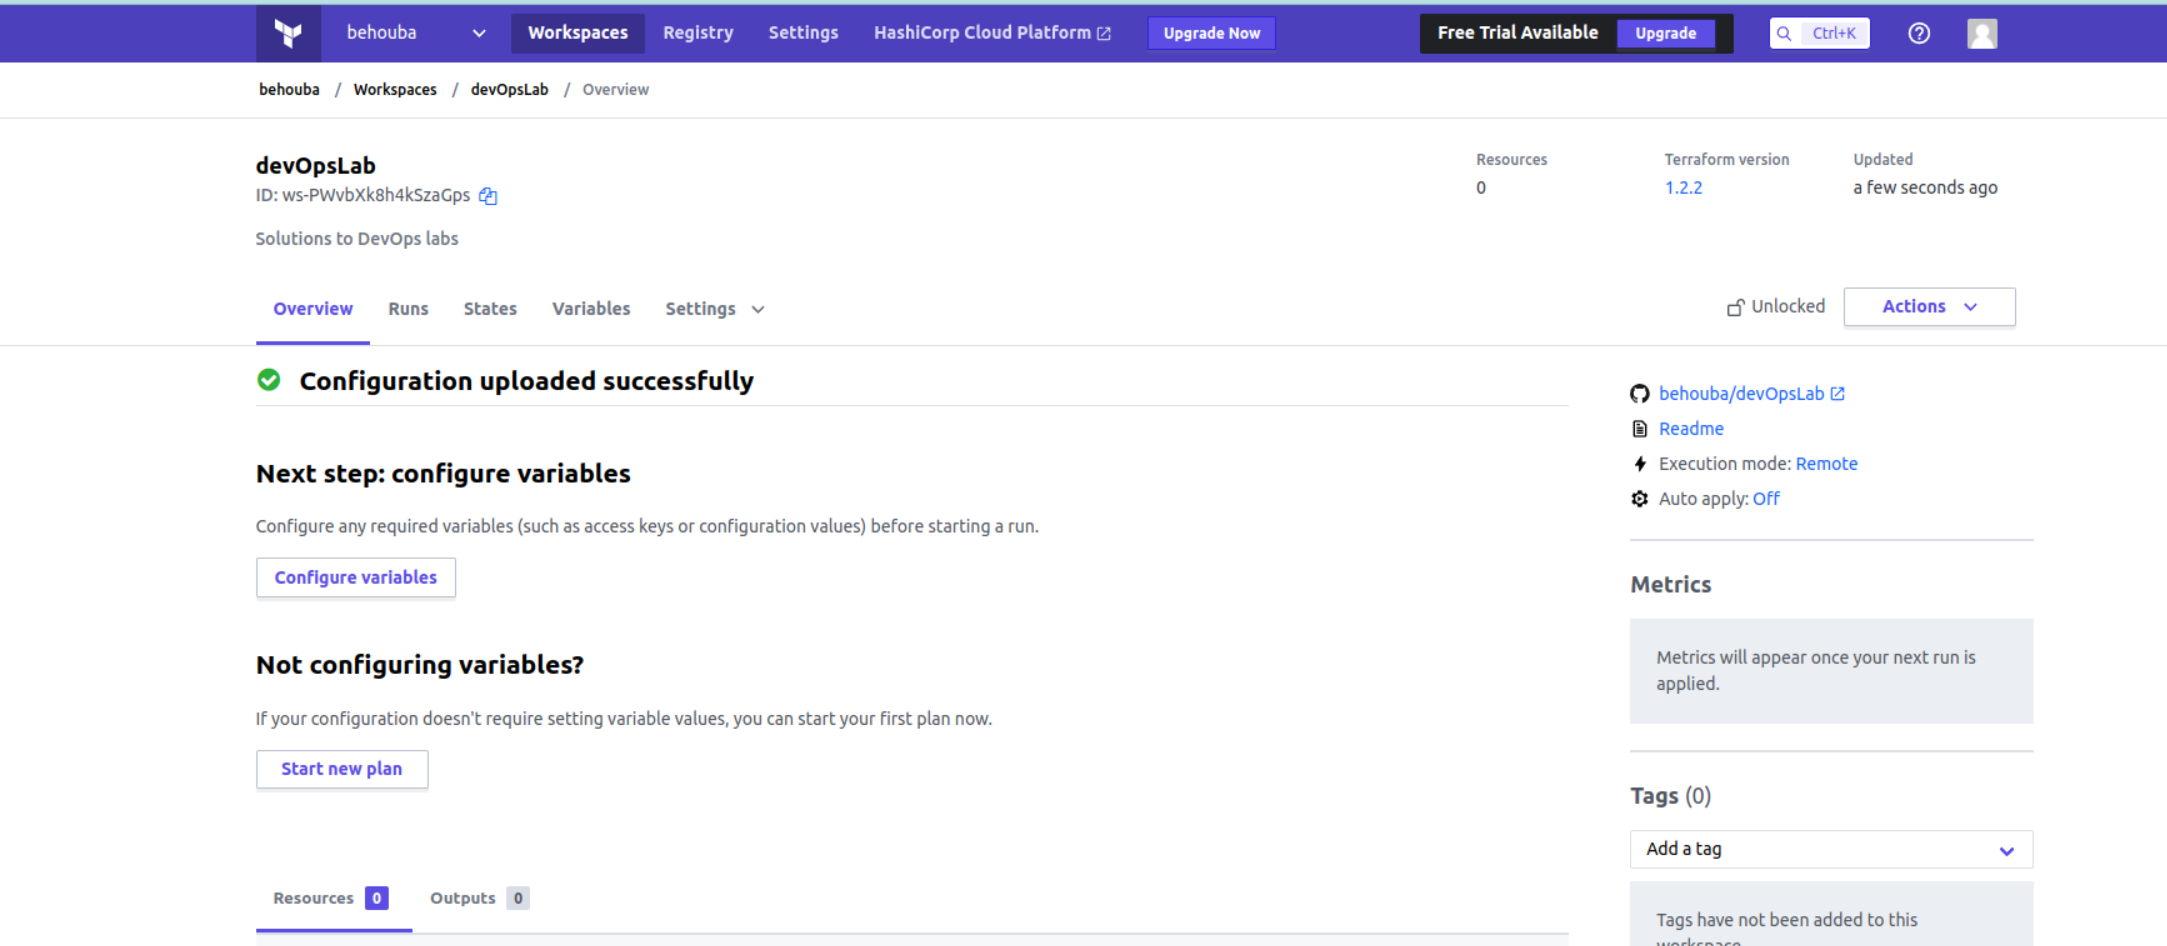 behouba
Workspaces
Registry
Settings
HashiCorp Cloud Platform
Upgrade Now
Free Trial Available
Upgrade
Ctrl+K
behouba / Workspaces / devOpsLab / Overview
devOpsLab
ID: ws-PWvbXk8h4kSzaGps
Solutions to DevOps labs
Resources
0
Terraform version
1.2.2
Updated
a few seconds ago
Overview
Runs
States
Variables
Settings
Unlocked
Actions
Configuration uploaded successfully
Next step: configure variables
Configure any required variables (such as access keys or configuration values) before starting a run.
Configure variables
Not configuring variables?
If your configuration doesn't require setting variable values, you can start your first plan now.
Start new plan
Resources 0
Outputs 0
behouba/devOpsLab
Readme
Execution mode: Remote
Auto apply: Off
Metrics
Metrics will appear once your next run is
applied.
Tags (0)
Add a tag
Tags have not been added to this
workspace